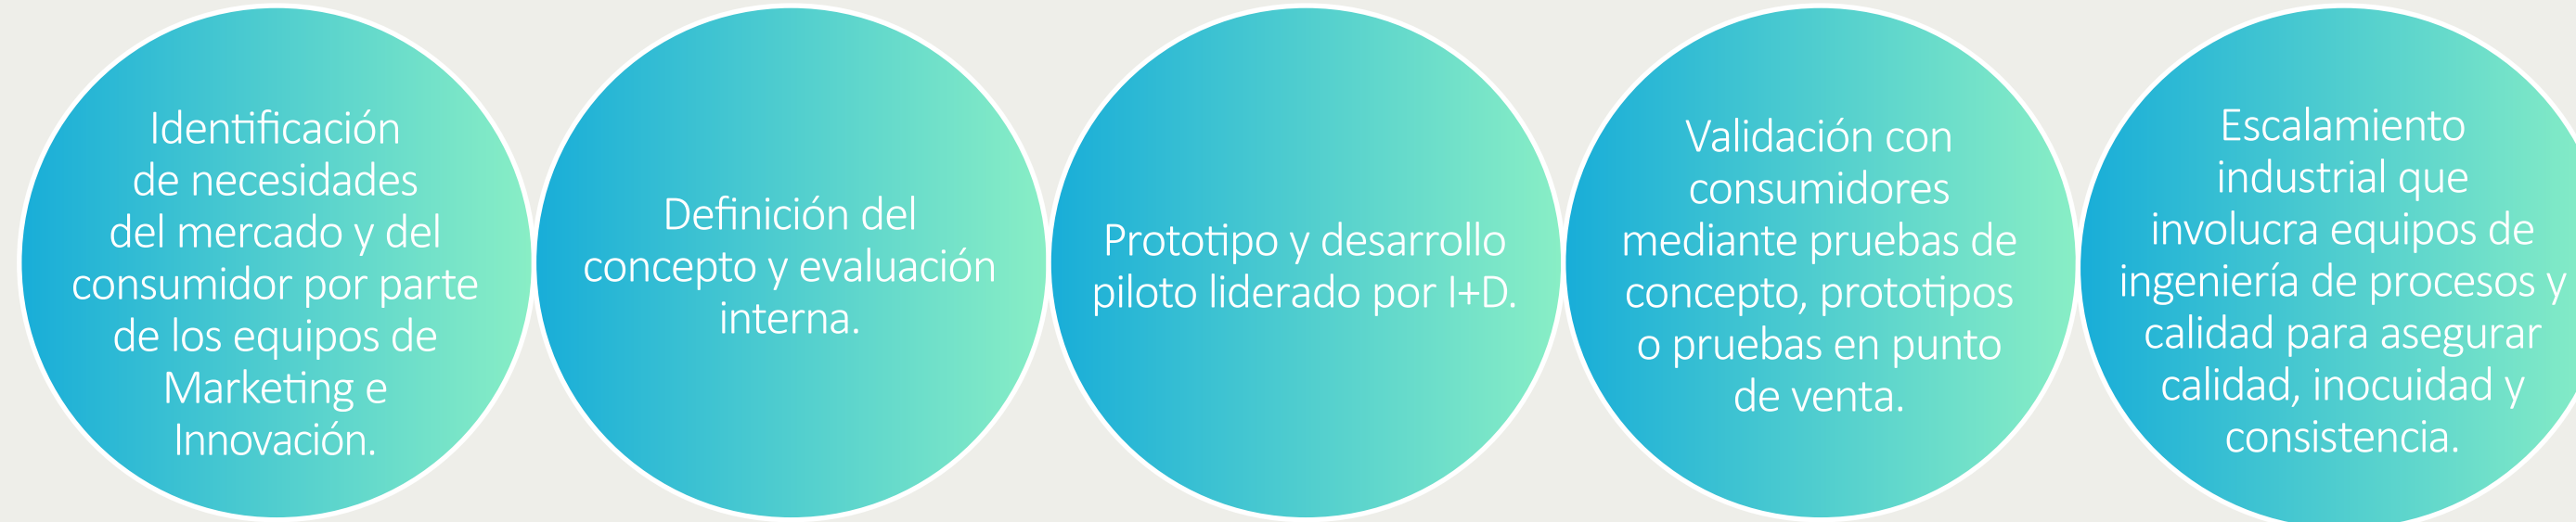 Identificación
de necesidades
del mercado y del
consumidor por parte
de los equipos de
Marketing e
Innovación.
Definición del
concepto y evaluación
interna.
Prototipo y desarrollo
piloto liderado por I+D.
Validación con
consumidores
mediante pruebas de
concepto, prototipos
o pruebas en punto
de venta.
Escalamiento
industrial que
involucra equipos de
ingeniería de procesos y
calidad para asegurar
calidad, inocuidad y
consistencia.